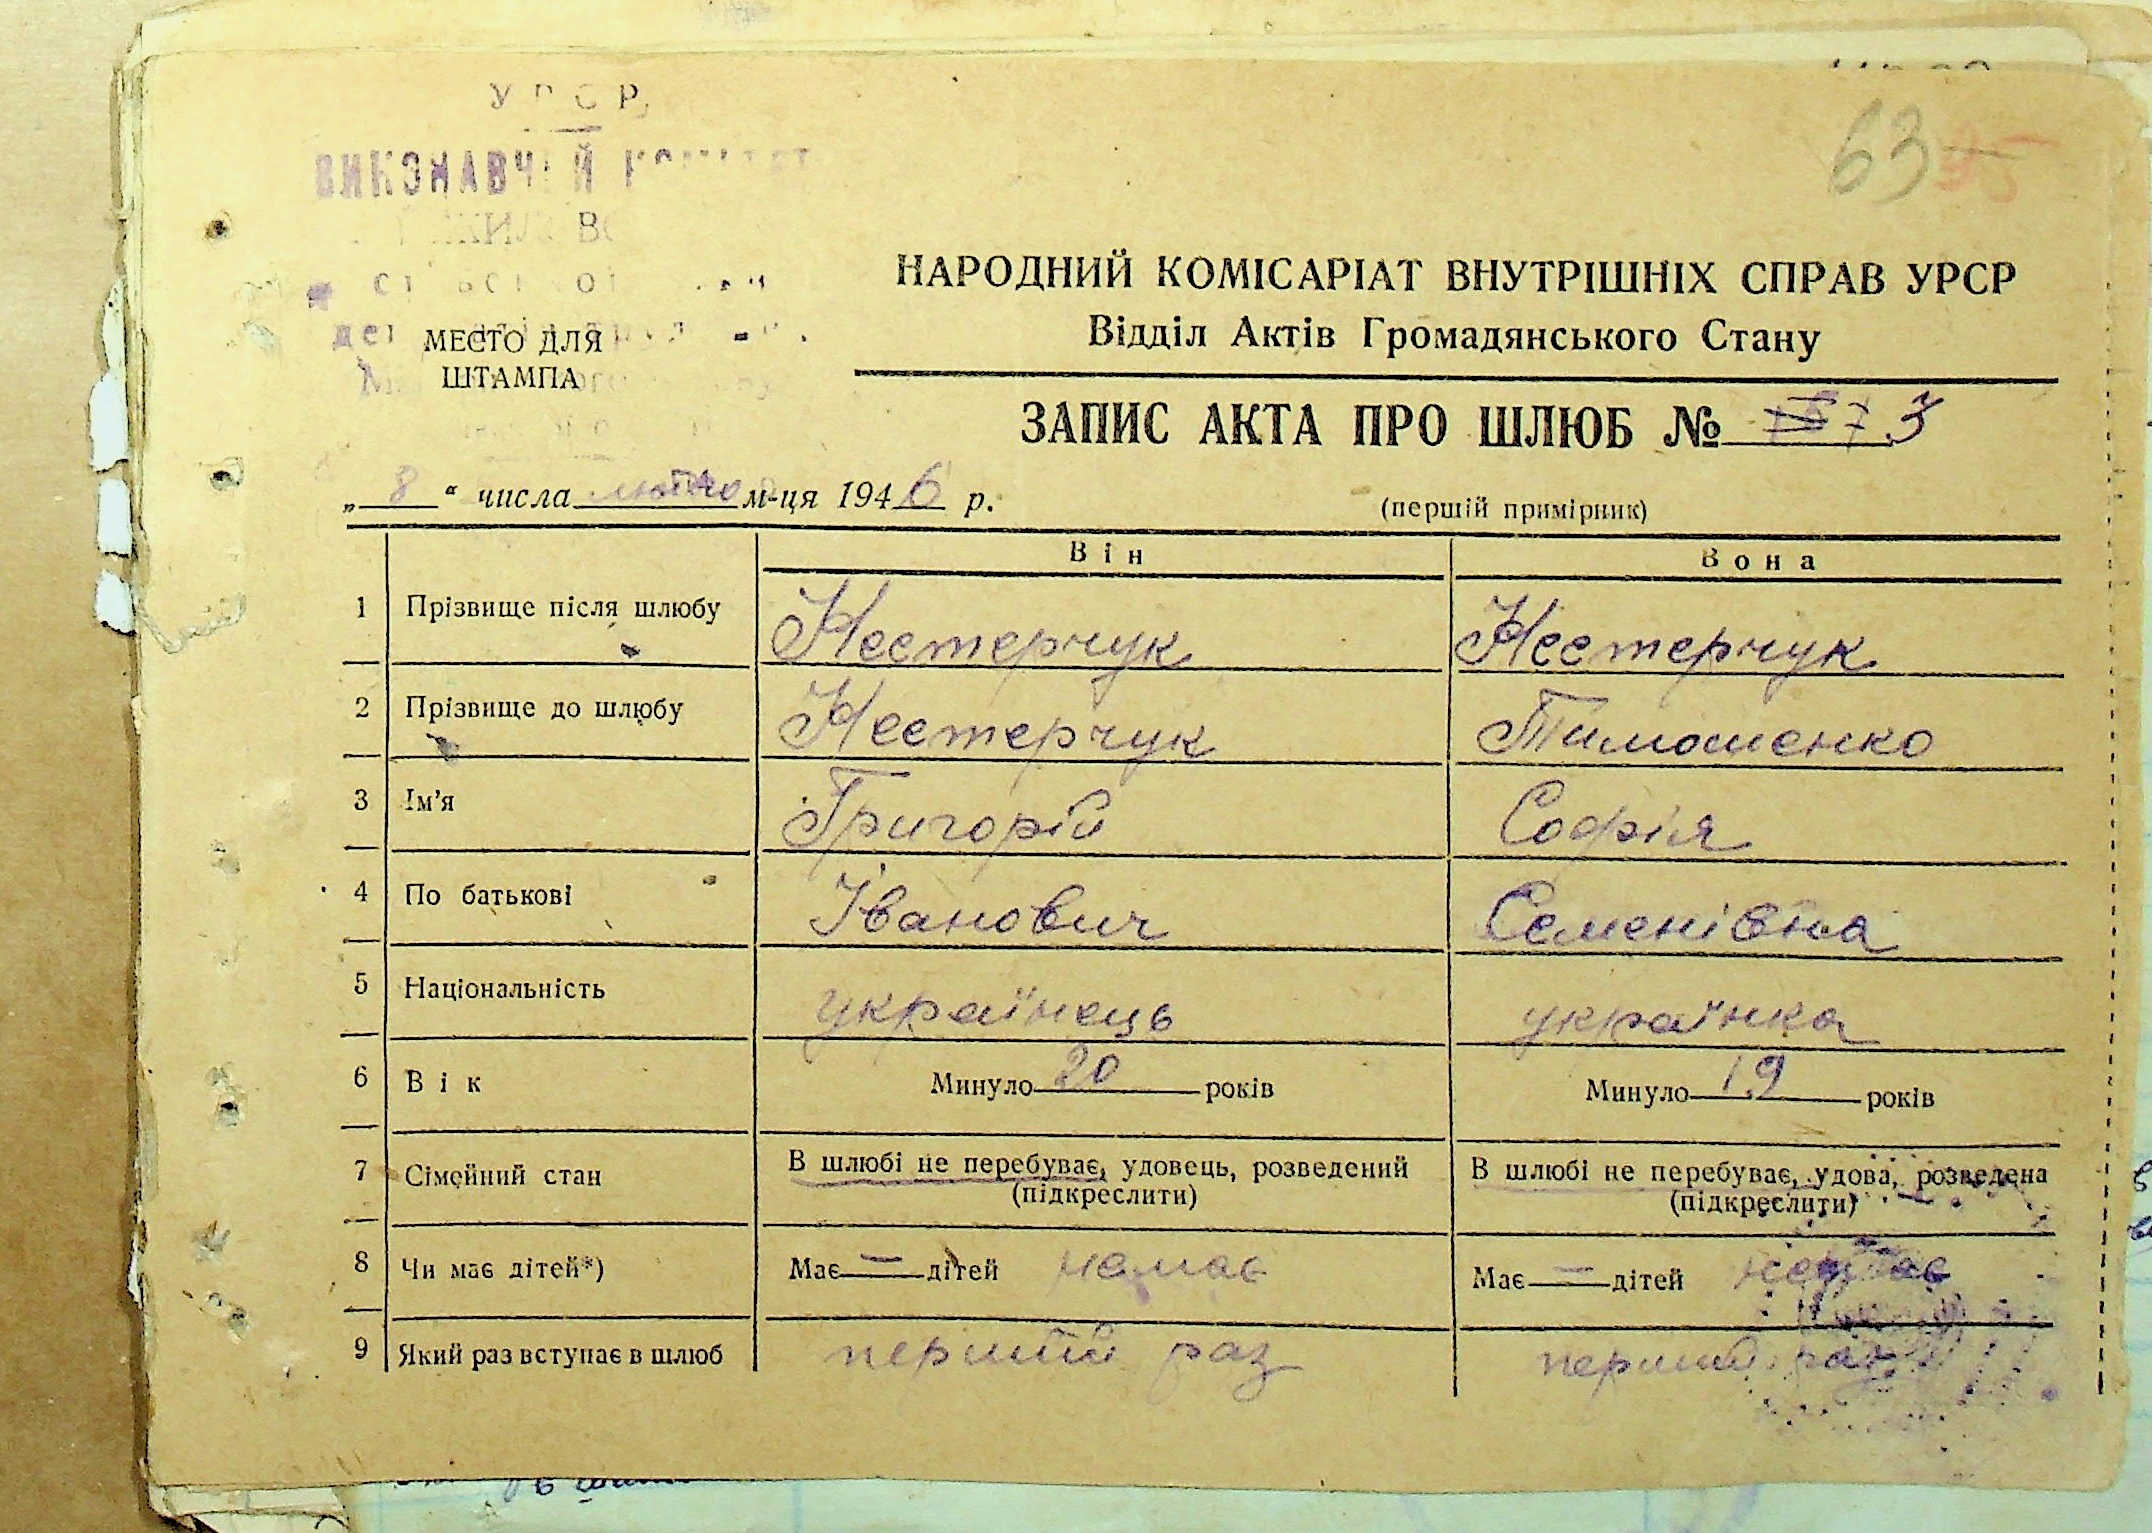 УРСР
ВИКОНАВЧИЙ КОМІТЕТ
63
НАРОДНИЙ КОМІСАРІАТ ВНУТРІШНІХ СПРАВ УРСР
Відділ Актів Громадянського Стану
МЕСТО ДЛЯ
ШТАМПА
ЗАПИС АКТА ПРО ШЛЮБ № 3
„ 8 “ числа лютого м-ця 1946 р.
(першій примірник)
Він Вона
1 Прізвище після шлюбу Нестерчук Нестерчук
2 Прізвище до шлюбу Нестерчук Тимошенко
3 Ім'я Григорій Софія
4 По батькові Іванович Семенівна
5 Національність українець українка
6 Вік Минуло 20 років Минуло 19 років
7 Сімейний стан В шлюбі не перебуває, удовець, розведений В шлюбі не перебуває, удова, розведена
(підкреслити) (підкреслити)
8 Чи має дітей*) Має — дітей немає Має — дітей немає
9 Який раз вступає в шлюб перший раз перший раз